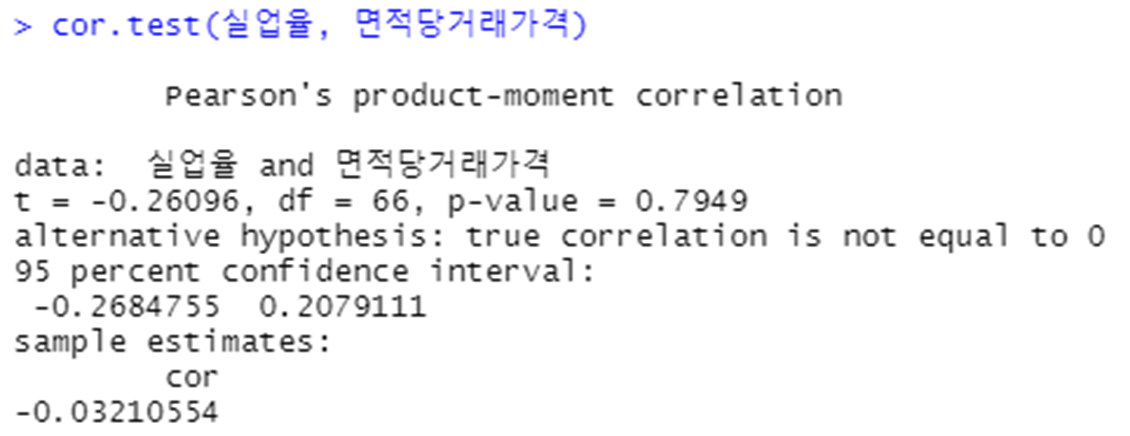 > cor.test(실업율, 면적당거래가격)
Pearson's product-moment correlation
data:  실업율 and 면적당거래가격
t = -0.26096, df = 66, p-value = 0.7949
alternative hypothesis: true correlation is not equal to 0
95 percent confidence interval:
 -0.2684755  0.2079111
sample estimates:
cor
-0.03210554